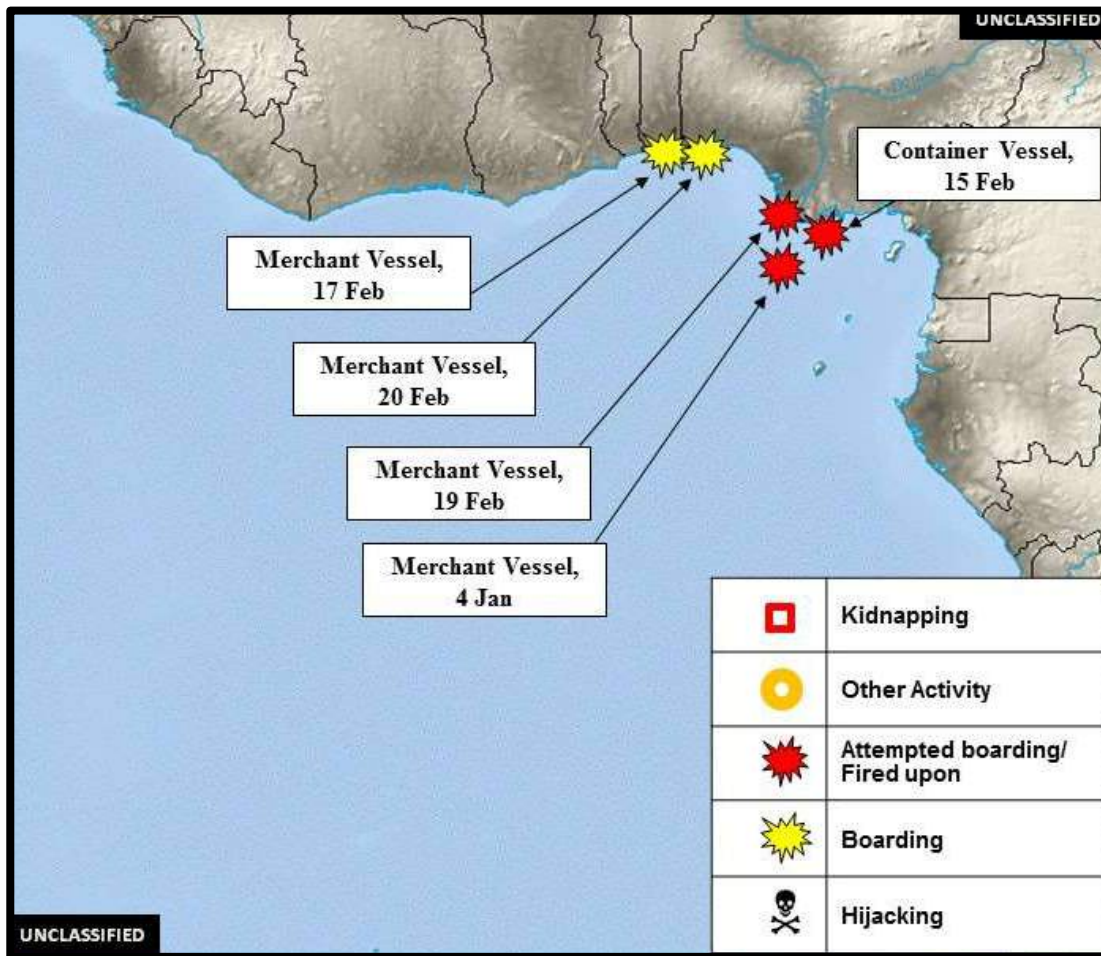 UNCLASSIFIED
Container Vessel,
15 Feb
Merchant Vessel,
17 Feb
Merchant Vessel,
20 Feb
Merchant Vessel,
19 Feb
Merchant Vessel,
4 Jan
Kidnapping
Other Activity
Attempted boarding/
Fired upon
Boarding
Hijacking
UNCLASSIFIED